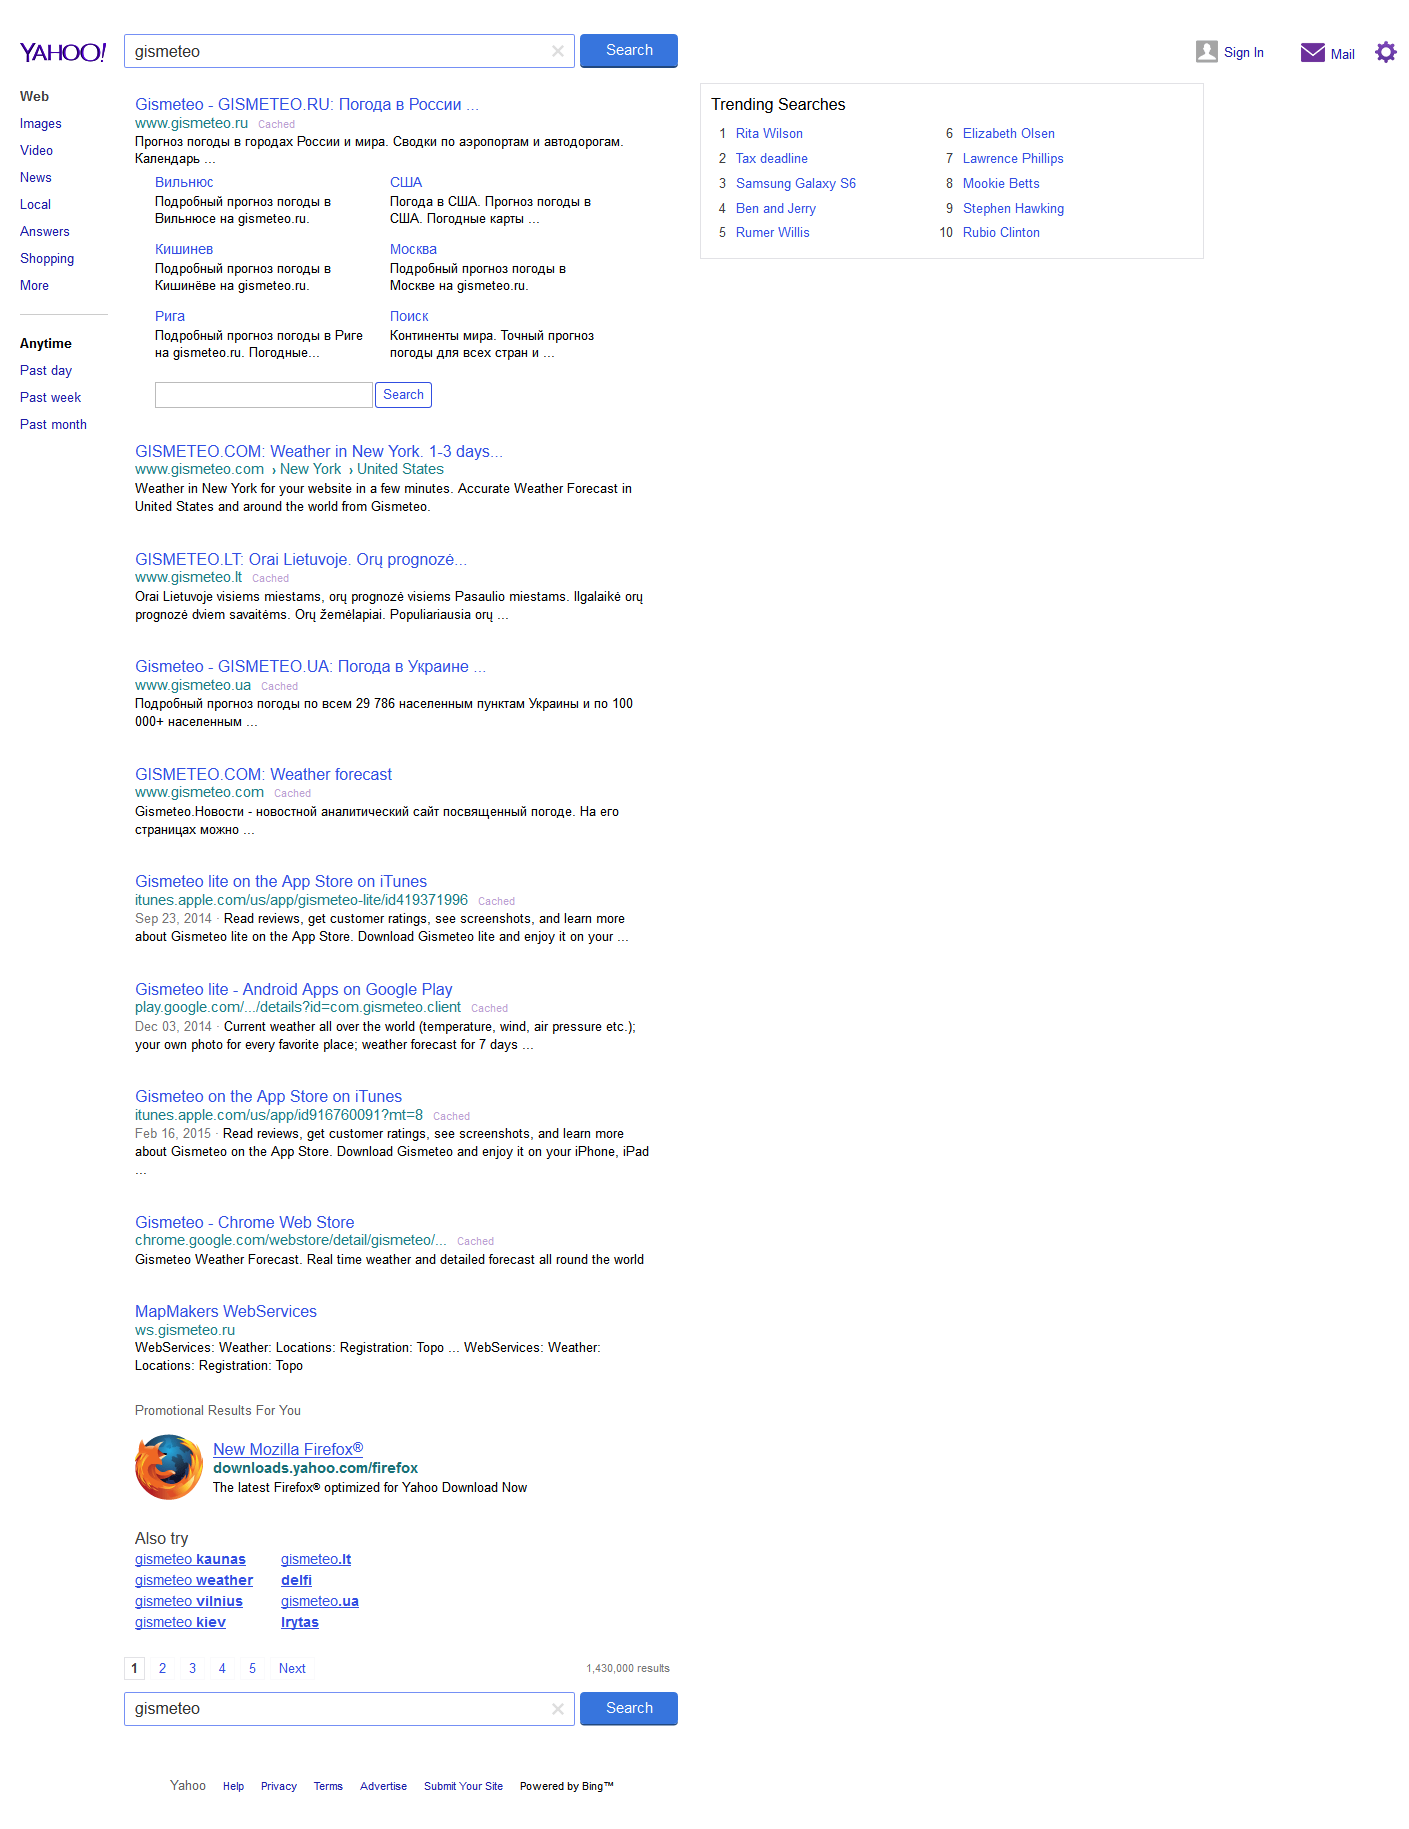 YAHOO!
gismeteo
Search
Sign In
Mail
Web
Images
Video
News
Local
Answers
Shopping
More
Anytime
Past day
Past week
Past month
Gismeteo - GISMETEO.RU: Погода в России ...
www.gismeteo.ru Cached
Прогноз погоды в городах России и мира. Сводки по аэропортам и автодорогам.
Календарь ...
Вильнюс
Подробный прогноз погоды в
Вильнюсе на gismeteo.ru.
США
Погода в США. Прогноз погоды в
США. Погодные карты ...
Кишинев
Подробный прогноз погоды в
Кишинёве на gismeteo.ru.
Москва
Подробный прогноз погоды в
Москве на gismeteo.ru.
Рига
Подробный прогноз погоды в Риге
на gismeteo.ru. Погодные...
Поиск
Континенты мира. Точный прогноз
погоды для всех стран и ...
Search
GISMETEO.COM: Weather in New York. 1-3 days...
www.gismeteo.com › New York › United States
Weather in New York for your website in a few minutes. Accurate Weather Forecast in
United States and around the world from Gismeteo.
GISMETEO.LT: Orai Lietuvoje. Orų prognozė...
www.gismeteo.lt Cached
Orai Lietuvoje visiems miestams, orų prognozė visiems Pasaulio miestams. Ilgalaikė orų
prognozė dviem savaitėms. Orų žemėlapiai. Populiariausia orų ...
Gismeteo - GISMETEO.UA: Погода в Украине ...
www.gismeteo.ua Cached
Подробный прогноз погоды по всем 29 786 населенным пунктам Украины и по 100
000+ населенным ...
GISMETEO.COM: Weather forecast
www.gismeteo.com Cached
Gismeteo.Новости - новостной аналитический сайт посвященный погоде. На его
страницах можно ...
Gismeteo lite on the App Store on iTunes
itunes.apple.com/us/app/gismeteo-lite/id419371996 Cached
Sep 23, 2014 · Read reviews, get customer ratings, see screenshots, and learn more
about Gismeteo lite on the App Store. Download Gismeteo lite and enjoy it on your ...
Gismeteo lite - Android Apps on Google Play
play.google.com/.../details?id=com.gismeteo.client Cached
Dec 03, 2014 · Current weather all over the world (temperature, wind, air pressure etc.);
your own photo for every favorite place; weather forecast for 7 days ...
Gismeteo on the App Store on iTunes
itunes.apple.com/us/app/id916760091?mt=8 Cached
Feb 16, 2015 · Read reviews, get customer ratings, see screenshots, and learn more
about Gismeteo on the App Store. Download Gismeteo and enjoy it on your iPhone, iPad
...
Gismeteo - Chrome Web Store
chrome.google.com/webstore/detail/gismeteo/... Cached
Gismeteo Weather Forecast. Real time weather and detailed forecast all round the world
MapMakers WebServices
ws.gismeteo.ru
WebServices: Weather: Locations: Registration: Topo ... WebServices: Weather:
Locations: Registration: Topo
Promotional Results For You
New Mozilla Firefox®
downloads.yahoo.com/firefox
The latest Firefox® optimized for Yahoo Download Now
Also try
gismeteo kaunas gismeteo.lt
gismeteo weather delfi
gismeteo vilnius gismeteo.ua
gismeteo kiev lrytas
1 2 3 4 5 Next 1,430,000 results
gismeteo
Search
Yahoo Help Privacy Terms Advertise Submit Your Site Powered by Bing™
Trending Searches
1 Rita Wilson
2 Tax deadline
3 Samsung Galaxy S6
4 Ben and Jerry
5 Rumer Willis
6 Elizabeth Olsen
7 Lawrence Phillips
8 Mookie Betts
9 Stephen Hawking
10 Rubio Clinton